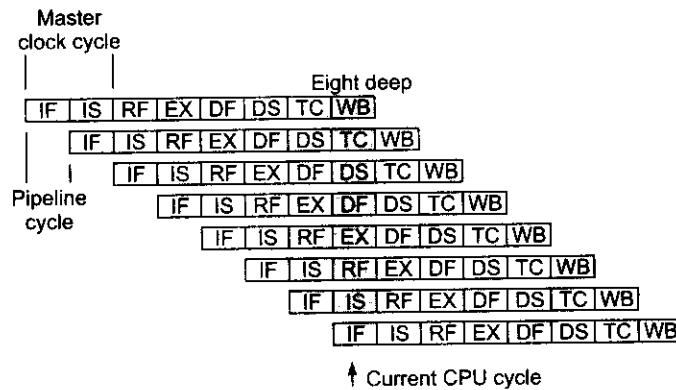 Master
clock cycle
Eight deep
IF IS RF EX DF DS TC WB
IF IS RF EX DF DS TC WB
IF IS RF EX DF DS TC WB
Pipeline
cycle
IF IS RF EX DF DS TC WB
IF IS RF EX DF DS TC WB
IF IS RF EX DF DS TC WB
IF IS RF EX DF DS TC WB
IF IS RF EX DF DS TC WB
Current CPU cycle